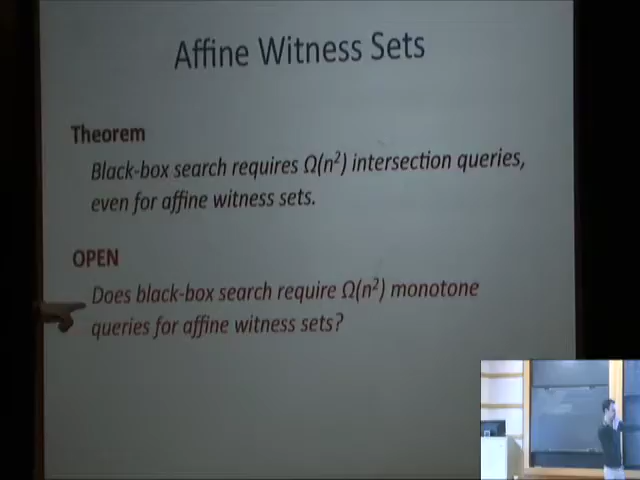 Affine Witness Sets
Theorem
Black-box search requires Ω(n²) intersection queries,
even for affine witness sets.
OPEN
Does black-box search require Ω(n²) monotone
queries for affine witness sets?